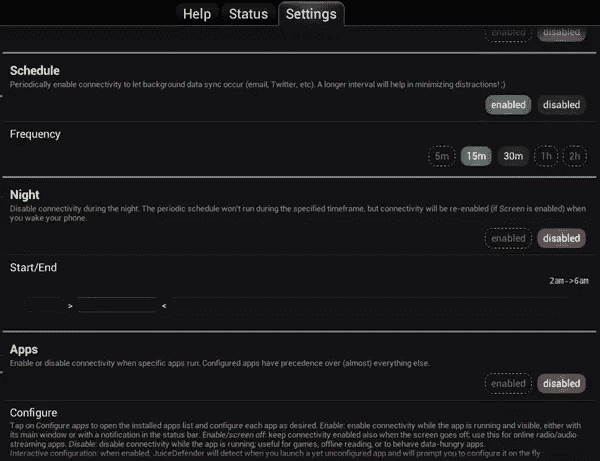 Help Status Settings
enabled disabled
Schedule
Periodically enable connectivity to let background data sync occur (email, Twitter, etc). A longer interval will help in minimizing distractions! ;)
enabled disabled
Frequency
5m 15m 30m 1h 2h
Night
Disable connectivity during the night. The periodic schedule won't run during the specified timeframe, but connectivity will be re-enabled (if Screen is enabled) when
you wake your phone.
enabled disabled
Start/End
2am->6am
> <
Apps
Enable or disable connectivity when specific apps run. Configured apps have precedence over (almost) everything else.
enabled disabled
Configure
Tap on Configure apps to open the installed apps list and configure each app as desired. Enable: enable connectivity while the app is running and visible, either with
its main window or with a notification in the status bar. Enable/screen off: keep connectivity enabled also when the screen goes off; use this for online radio/audio
streaming apps. Disable: disable connectivity while the app is running; useful for games, offline reading, or to behave data-hungry apps.
Interactive configuration: when enabled, JuiceDefender will detect when you launch a yet unconfigured app and will prompt you to configure it on the fly.